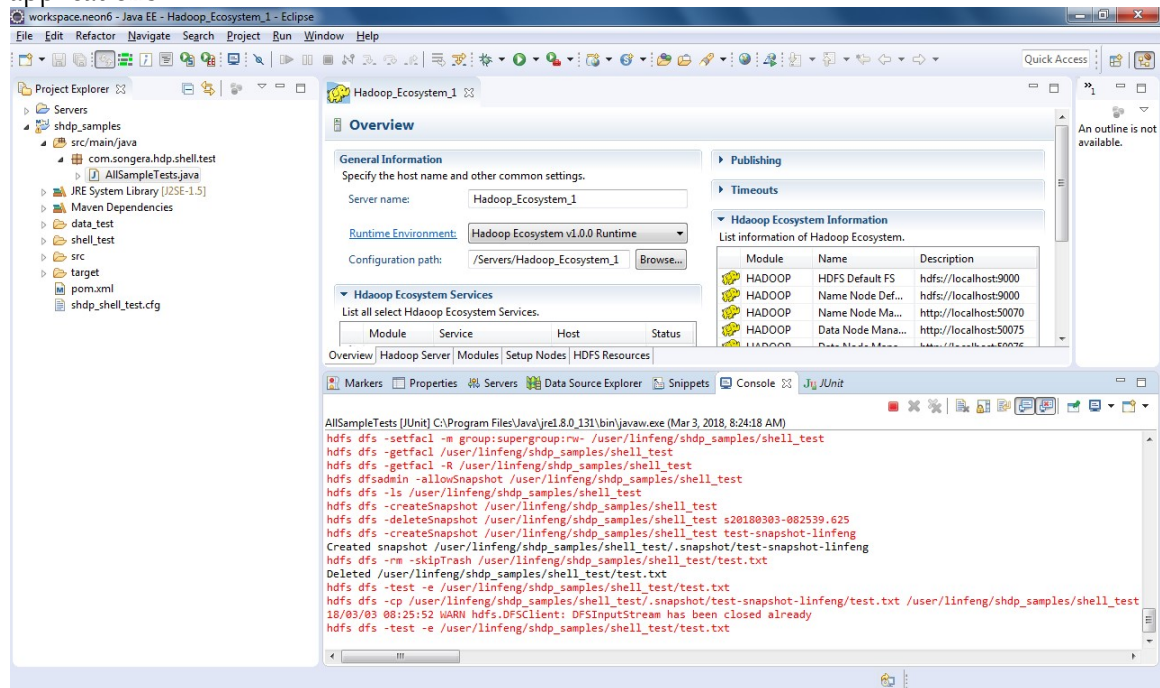 workspace.neon6 - Java EE - Hadoop_Ecosystem_1 - Eclipse
File Edit Refactor Navigate Search Project Run Window Help
Quick Access
Project Explorer
Servers
shdp_samples
src/main/java
com.songera.hdp.shell.test
AllSampleTests.java
JRE System Library [J2SE-1.5]
Maven Dependencies
data_test
shell_test
src
target
pom.xml
shdp_shell_test.cfg
Hadoop_Ecosystem_1
Overview
General Information
Specify the host name and other common settings.
Server name: Hadoop_Ecosystem_1
Runtime Environment: Hadoop Ecosystem v1.0.0 Runtime
Configuration path: /Servers/Hadoop_Ecosystem_1 Browse...
Hdaoop Ecosystem Services
List all select Hdaoop Ecosystem Services.
Module Service Host Status
Publishing
Timeouts
Hdaoop Ecosystem Information
List information of Hadoop Ecosystem.
Module Name Description
HADOOP HDFS Default FS hdfs://localhost:9000
HADOOP Name Node Def... hdfs://localhost:9000
HADOOP Name Node Ma... http://localhost:50070
HADOOP Data Node Mana... http://localhost:50075
Overview Hadoop Server Modules Setup Nodes HDFS Resources
»1
An outline is not
available.
Markers Properties Servers Data Source Explorer Snippets Console JUnit
AllSampleTests [JUnit] C:\Program Files\Java\jre1.8.0_131\bin\javaw.exe (Mar 3, 2018, 8:24:18 AM)
hdfs dfs -setfacl -m group:supergroup:rw- /user/linfeng/shdp_samples/shell_test
hdfs dfs -getfacl /user/linfeng/shdp_samples/shell_test
hdfs dfs -getfacl -R /user/linfeng/shdp_samples/shell_test
hdfs dfsadmin -allowSnapshot /user/linfeng/shdp_samples/shell_test
hdfs dfs -ls /user/linfeng/shdp_samples/shell_test
hdfs dfs -createSnapshot /user/linfeng/shdp_samples/shell_test
hdfs dfs -deleteSnapshot /user/linfeng/shdp_samples/shell_test s20180303-082539.625
hdfs dfs -createSnapshot /user/linfeng/shdp_samples/shell_test test-snapshot-linfeng
Created snapshot /user/linfeng/shdp_samples/shell_test/.snapshot/test-snapshot-linfeng
hdfs dfs -rm -skipTrash /user/linfeng/shdp_samples/shell_test/test.txt
Deleted /user/linfeng/shdp_samples/shell_test/test.txt
hdfs dfs -test -e /user/linfeng/shdp_samples/shell_test/test.txt
hdfs dfs -cp /user/linfeng/shdp_samples/shell_test/.snapshot/test-snapshot-linfeng/test.txt /user/linfeng/shdp_samples/shell_test
18/03/03 08:25:52 WARN hdfs.DFSClient: DFSInputStream has been closed already
hdfs dfs -test -e /user/linfeng/shdp_samples/shell_test/test.txt